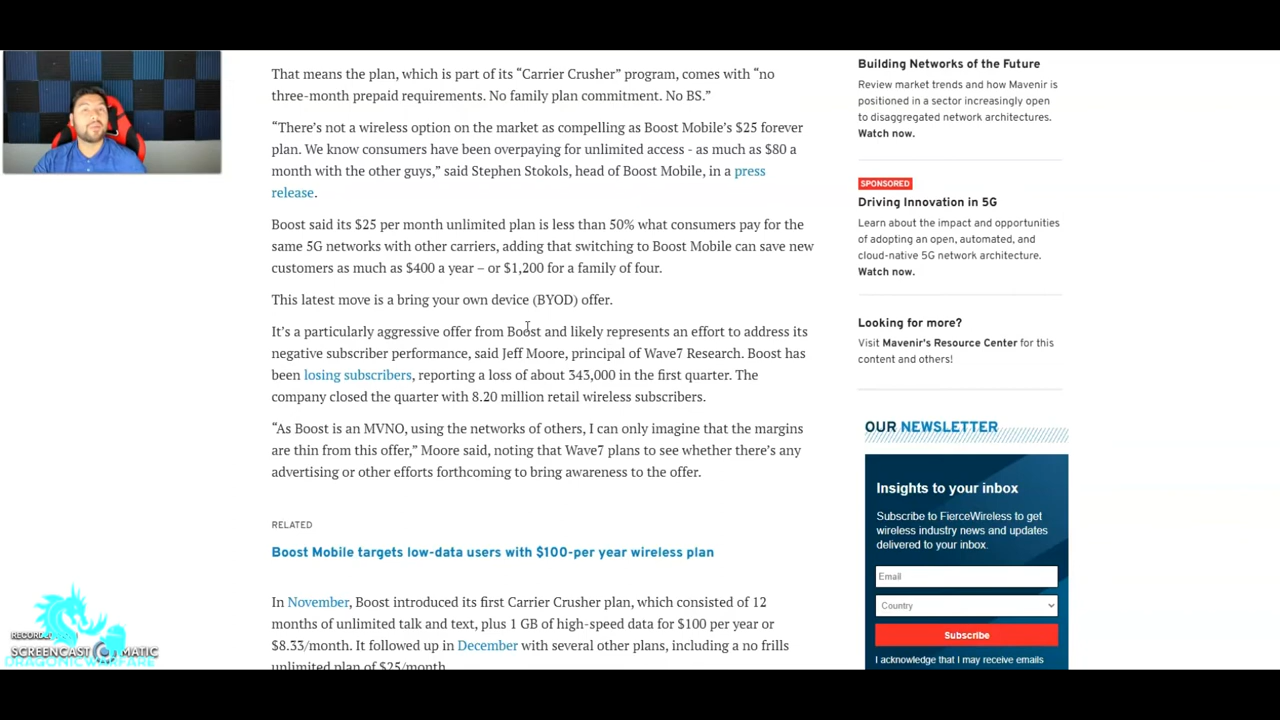 That means the plan, which is part of its “Carrier Crusher” program, comes with “no
three-month prepaid requirements. No family plan commitment. No BS.”
“There’s not a wireless option on the market as compelling as Boost Mobile’s $25 forever
plan. We know consumers have been overpaying for unlimited access - as much as $80 a
month with the other guys,” said Stephen Stokols, head of Boost Mobile, in a press
release.
Boost said its $25 per month unlimited plan is less than 50% what consumers pay for the
same 5G networks with other carriers, adding that switching to Boost Mobile can save new
customers as much as $400 a year – or $1,200 for a family of four.
This latest move is a bring your own device (BYOD) offer.
It’s a particularly aggressive offer from Boost and likely represents an effort to address its
negative subscriber performance, said Jeff Moore, principal of Wave7 Research. Boost has
been losing subscribers, reporting a loss of about 343,000 in the first quarter. The
company closed the quarter with 8.20 million retail wireless subscribers.
“As Boost is an MVNO, using the networks of others, I can only imagine that the margins
are thin from this offer,” Moore said, noting that Wave7 plans to see whether there’s any
advertising or other efforts forthcoming to bring awareness to the offer.
RELATED
Boost Mobile targets low-data users with $100-per year wireless plan
In November, Boost introduced its first Carrier Crusher plan, which consisted of 12
months of unlimited talk and text, plus 1 GB of high-speed data for $100 per year or
$8.33/month. It followed up in December with several other plans, including a no frills
unlimited plan of $25/month.
Building Networks of the Future
Review market trends and how Mavenir is
positioned in a sector increasingly open
to disaggregated network architectures.
Watch now.
SPONSORED
Driving Innovation in 5G
Learn about the impact and opportunities
of adopting an open, automated, and
cloud-native 5G network architecture.
Watch now.
Looking for more?
Visit Mavenir's Resource Center for this
content and others!
OUR NEWSLETTER
Insights to your inbox
Subscribe to FierceWireless to get
wireless industry news and updates
delivered to your inbox.
Email
Country
Subscribe
I acknowledge that I may receive emails
SCREENCAST MATIC
DRAGONICWARFARE